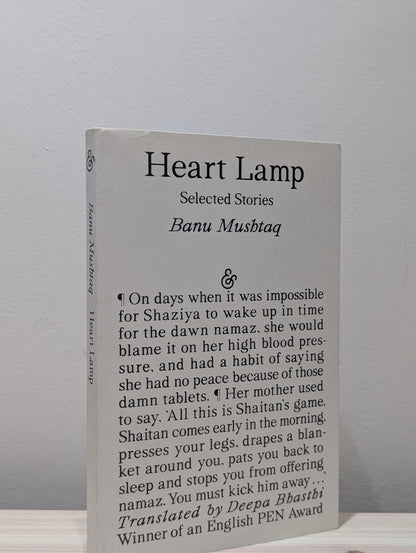 & Banu Mushtaq Heart Lamp
Heart Lamp
Selected Stories
Banu Mushtaq
&
¶ On days when it was impossible
for Shaziya to wake up in time
for the dawn namaz, she would
blame it on her high blood pres-
sure, and had a habit of saying
she had no peace because of those
damn tablets. ¶ Her mother used
to say, ‘All this is Shaitan’s game.
Shaitan comes early in the morning,
presses your legs, drapes a blan-
ket around you, pats you back to
sleep and stops you from offering
namaz. You must kick him away . . .’
Translated by Deepa Bhasthi
Winner of an English PEN Award